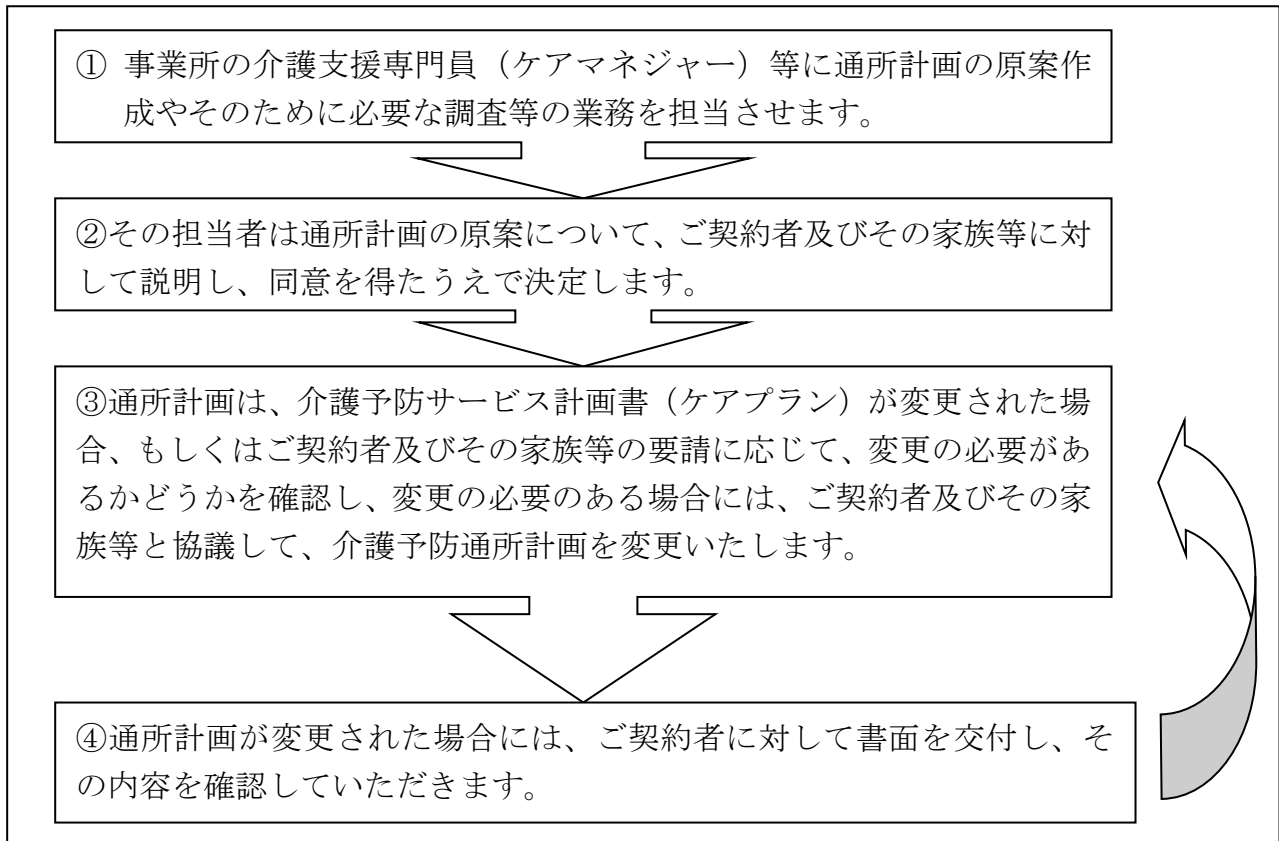 ① 事業所の介護支援専門員（ケアマネジャー）等に通所計画の原案作
成やそのために必要な調査等の業務を担当させます。
②その担当者は通所計画の原案について、ご契約者及びその家族等に対
して説明し、同意を得たうえで決定します。
③通所計画は、介護予防サービス計画書（ケアプラン）が変更された場
合、もしくはご契約者及びその家族等の要請に応じて、変更の必要があ
るかどうかを確認し、変更の必要のある場合には、ご契約者及びその家
族等と協議して、介護予防通所計画を変更いたします。
④通所計画が変更された場合には、ご契約者に対して書面を交付し、そ
の内容を確認していただきます。